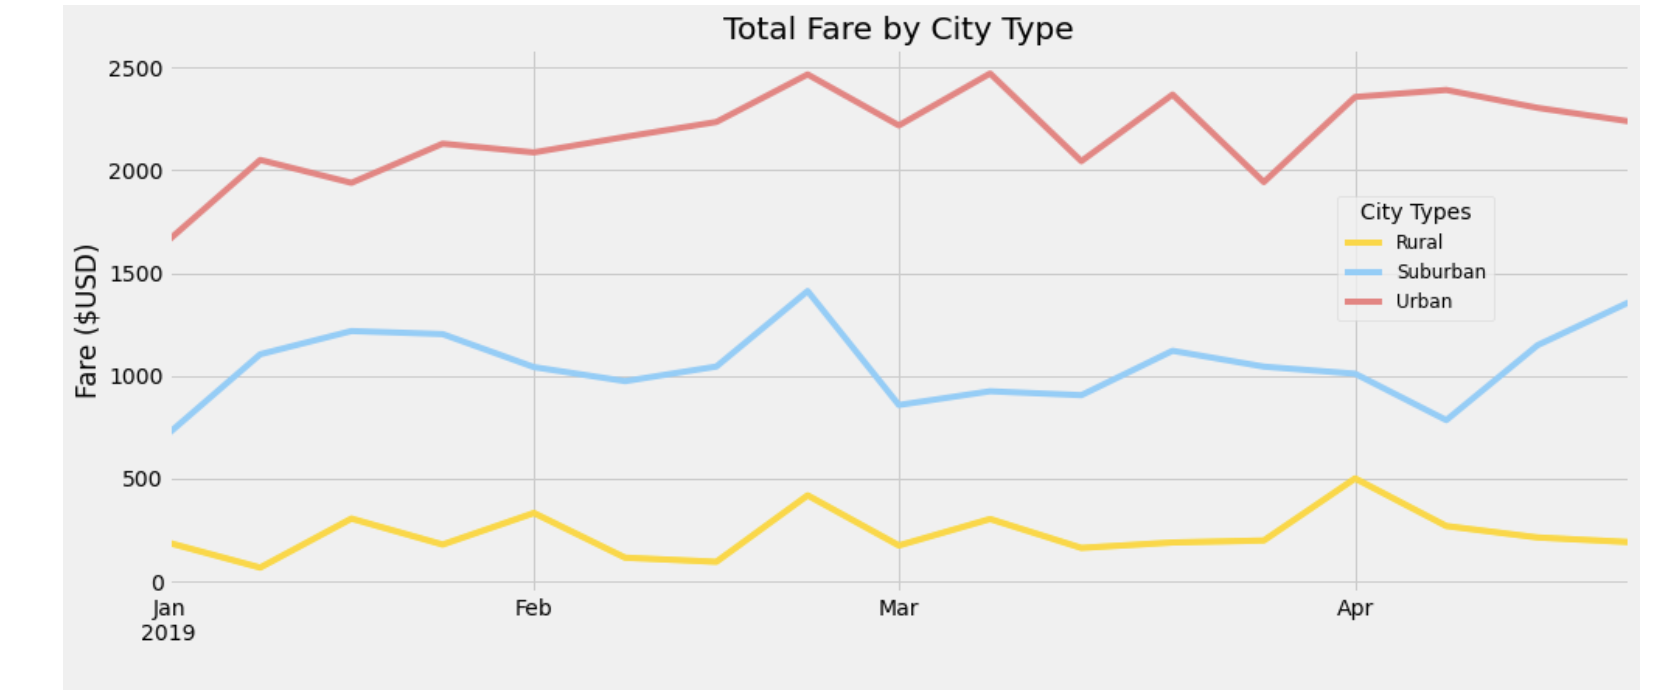 Total Fare by City Type
Fare ($USD)
2500
2000
1500
1000
500
0
City Types
Rural
Suburban
Urban
Jan Feb Mar Apr
2019